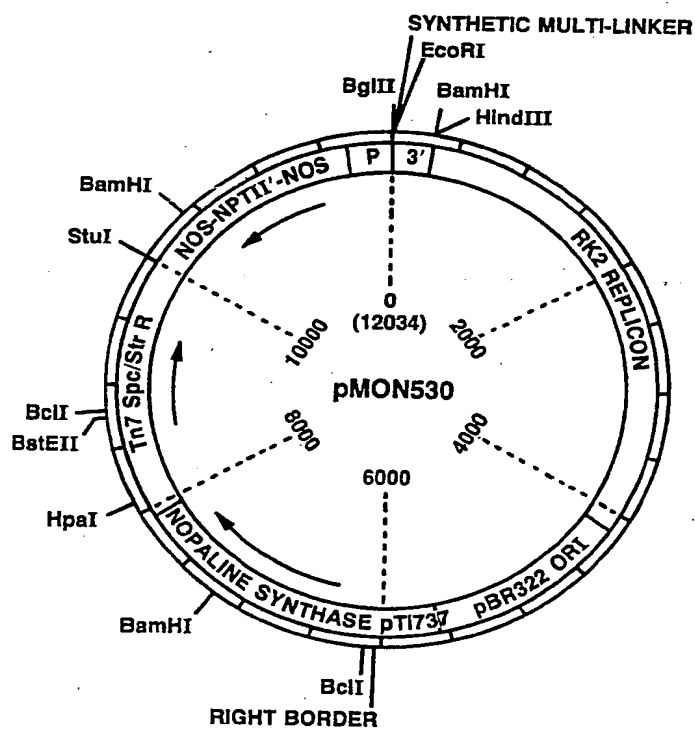 SYNTHETIC MULTI-LINKER
EcoRI
BglII
BamHI
HindIII
P
3'
NOS-NPTII'-NOS
BamHI
StuI
RK2 REPLICON
0
(12034)
10000
2000
pMON530
Tn7 Spc/Str R
BclI
BstEII
8000
4000
6000
HpaI
NOPALINE SYNTHASE pTI737
pBR322 ORI
BamHI
BclI
RIGHT BORDER